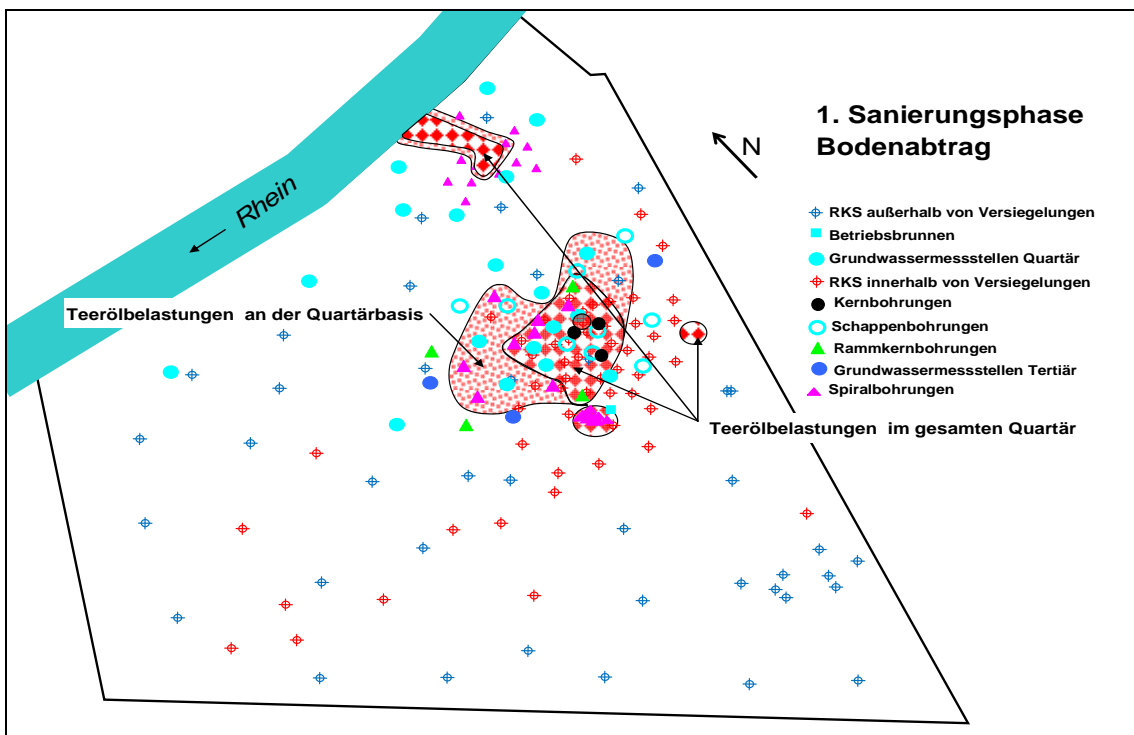 1. Sanierungsphase
Bodenabtrag
N
Rhein
RKS außerhalb von Versiegelungen
Betriebsbrunnen
Grundwassermessstellen Quartär
RKS innerhalb von Versiegelungen
Kernbohrungen
Schappenbohrungen
Rammkernbohrungen
Grundwassermessstellen Tertiär
Spiralbohrungen
Teerölbelastungen an der Quartärbasis
Teerölbelastungen im gesamten Quartär